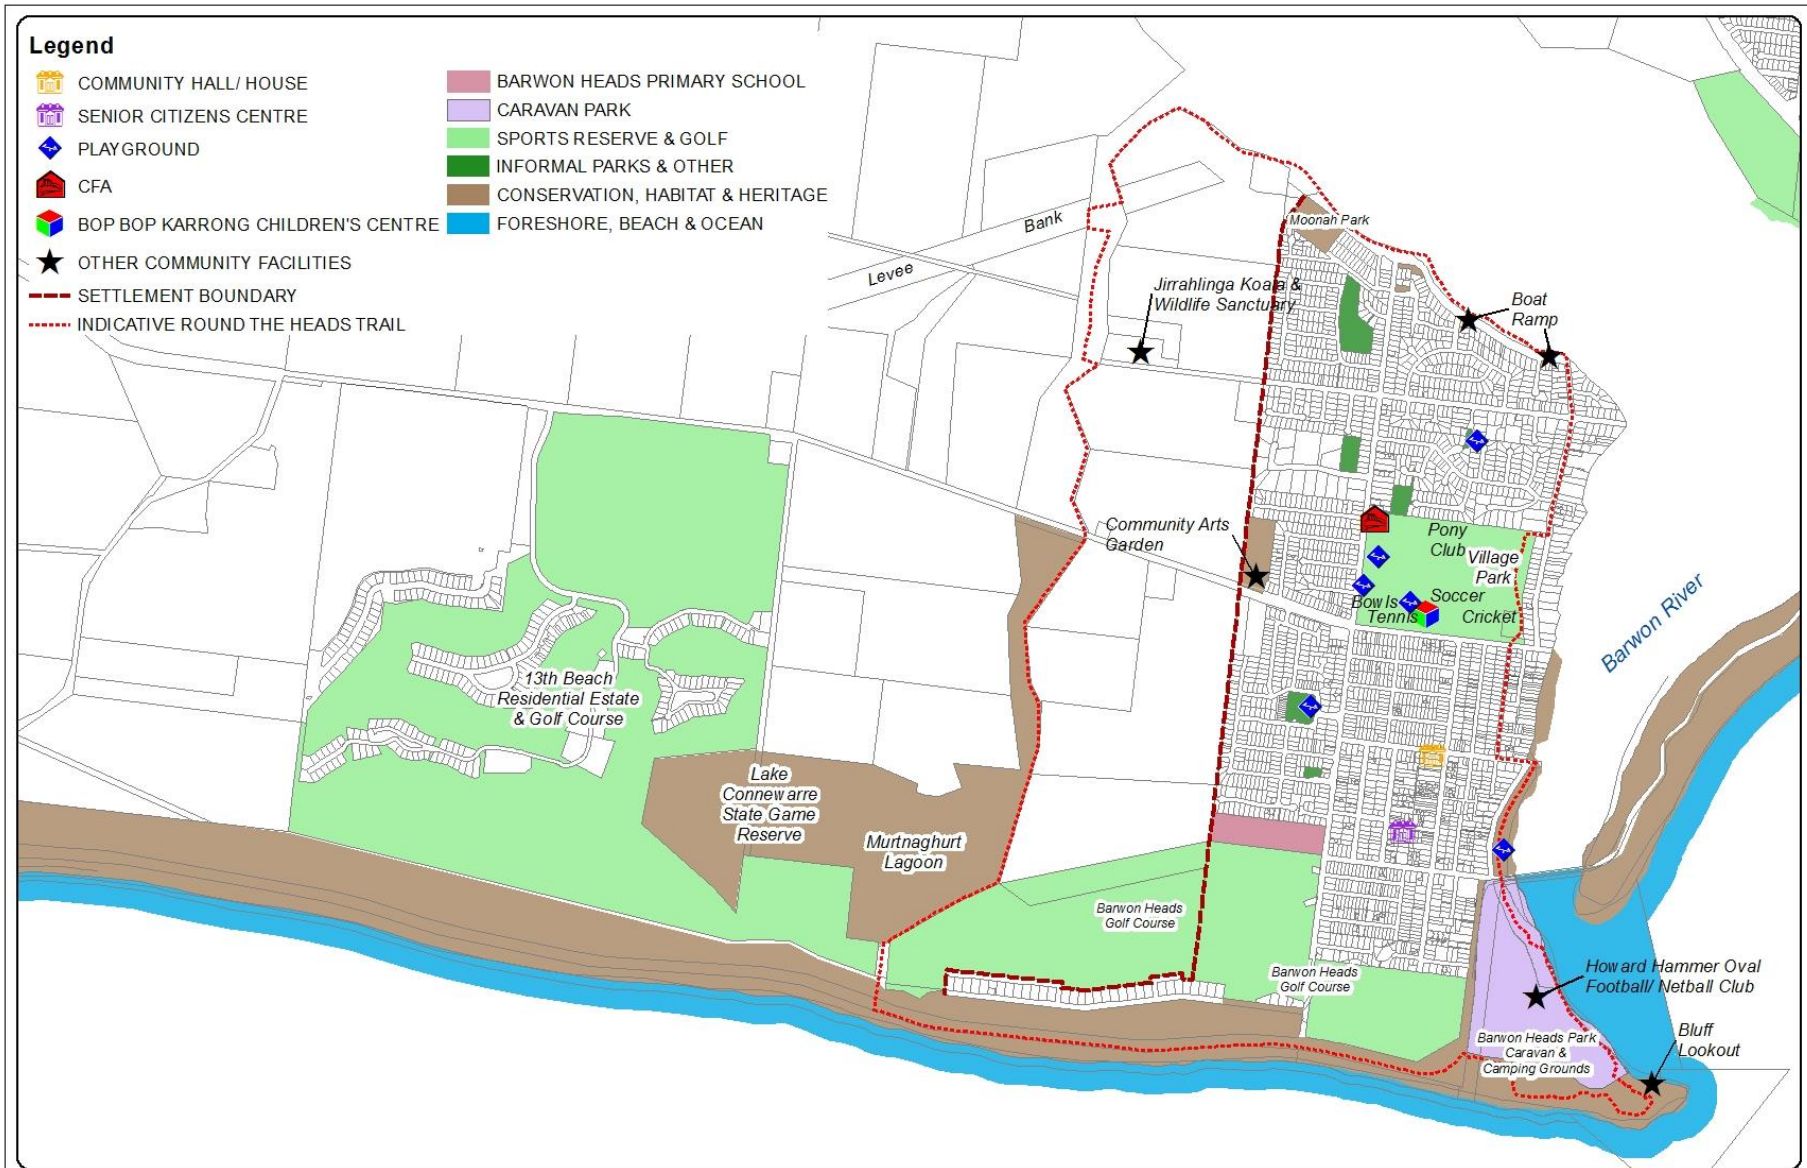 Legend
COMMUNITY HALL/ HOUSE
SENIOR CITIZENS CENTRE
PLAYGROUND
CFA
BOP BOP KARRONG CHILDREN'S CENTRE
OTHER COMMUNITY FACILITIES
SETTLEMENT BOUNDARY
INDICATIVE ROUND THE HEADS TRAIL
BARWON HEADS PRIMARY SCHOOL
CARAVAN PARK
SPORTS RESERVE & GOLF
INFORMAL PARKS & OTHER
CONSERVATION, HABITAT & HERITAGE
FORESHORE, BEACH & OCEAN
Levee
Bank
Moonah Park
Jirrahlinga Koala &
Wildlife Sanctuary
Boat
Ramp
Community Arts
Garden
Pony
Club
Village
Park
Bowls
Soccer
Tennis
Cricket
Barwon River
13th Beach
Residential Estate
& Golf Course
Lake
Connewarre
State Game
Reserve
Murtnaghurt
Lagoon
Barwon Heads
Golf Course
Barwon Heads
Golf Course
Howard Hammer Oval
Football/ Netball Club
Bluff
Lookout
Barwon Heads Park
Caravan &
Camping Grounds